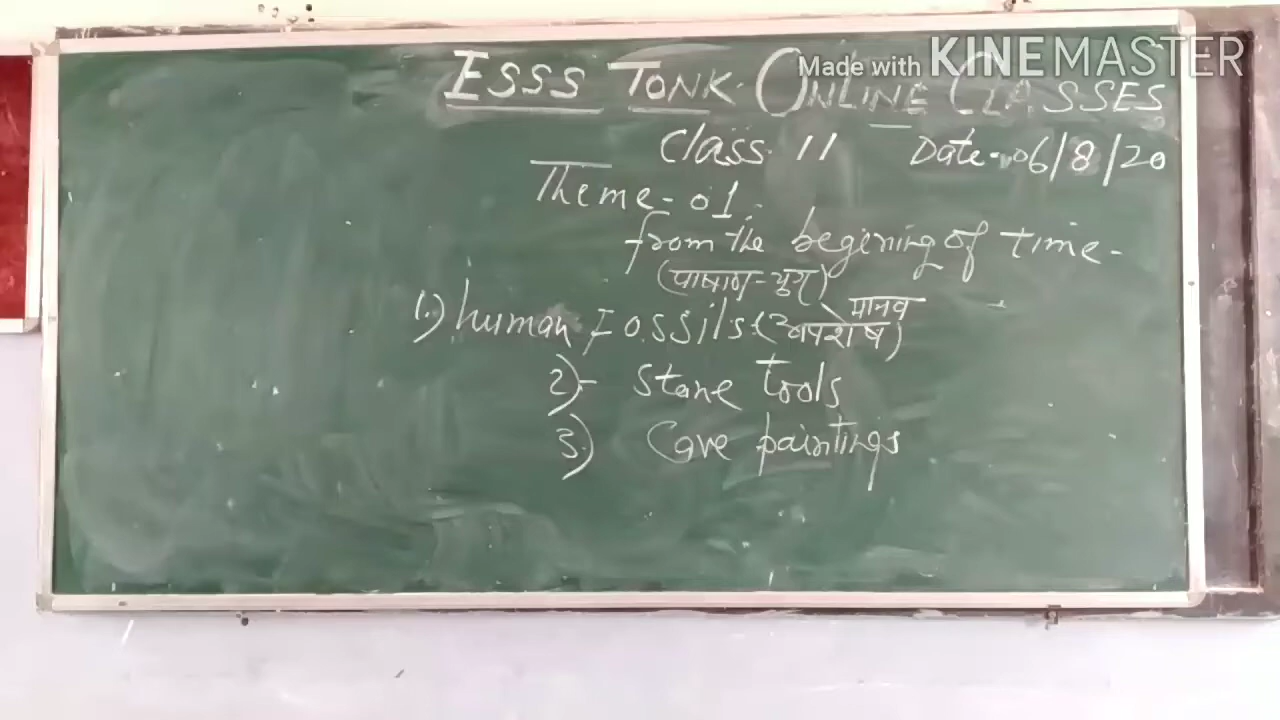 Made with KINEMASTER
ESSS TONK. ONLINE CLASSES
Class. 11 Date- 06/8/20
Theme- 01.
from the begening of time-
(पाषाण-युग)
1.) human Fossils. (मानव अवशेष)
2)- Stone tools
3) Cave paintings